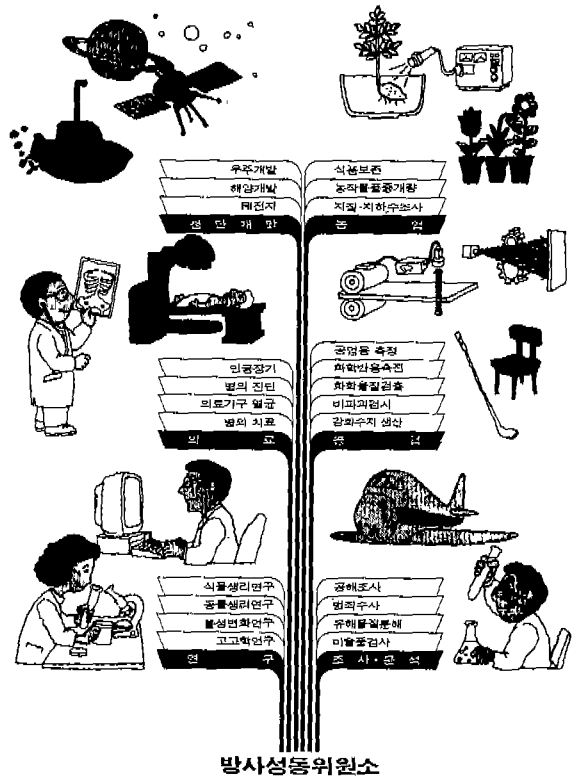 우주개발
해양개발
원전지
첨단개발
식품보존
농작물품종개량
지질·지하수조사
농업
인공장기
병의 진단
의료기구 멸균
병의 치료
의료
공업용 측정
화학반응촉진
화학물질검출
비파괴검사
강화수지 생산
공업
식물생리연구
동물생리연구
물성변화연구
고고학연구
연구
공해조사
범죄수사
유해물질분해
미술품검사
조사·분석
방사성동위원소